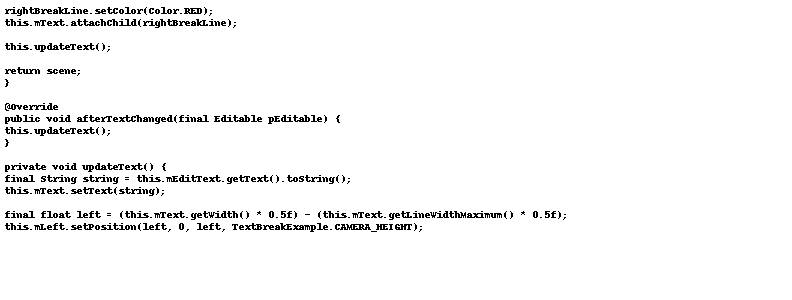 rightBreakLine.setColor(Color.RED);
this.mText.attachChild(rightBreakLine);
this.updateText();
return scene;
}
@Override
public void afterTextChanged(final Editable pEditable) {
this.updateText();
}
private void updateText() {
final String string = this.mEditText.getText().toString();
this.mText.setText(string);
final float left = (this.mText.getWidth() * 0.5f) - (this.mText.getLineWidthMaximum() * 0.5f);
this.mLeft.setPosition(left, 0, left, TextBreakExample.CAMERA_HEIGHT);